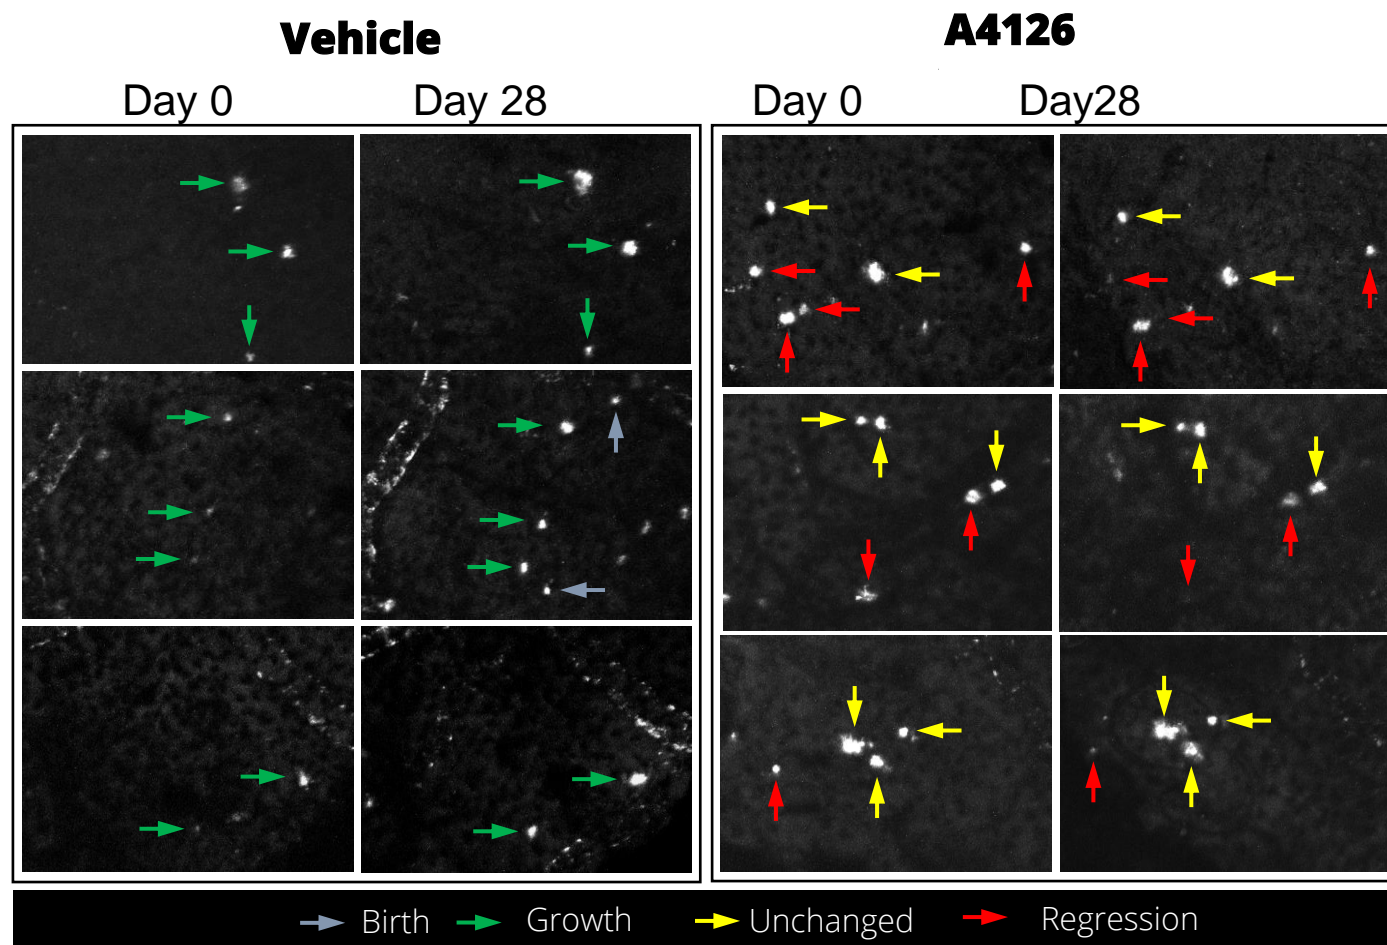 Vehicle
A4126
Day 0
Day 28
Day 0
Day28
Birth
Growth
Unchanged
Regression